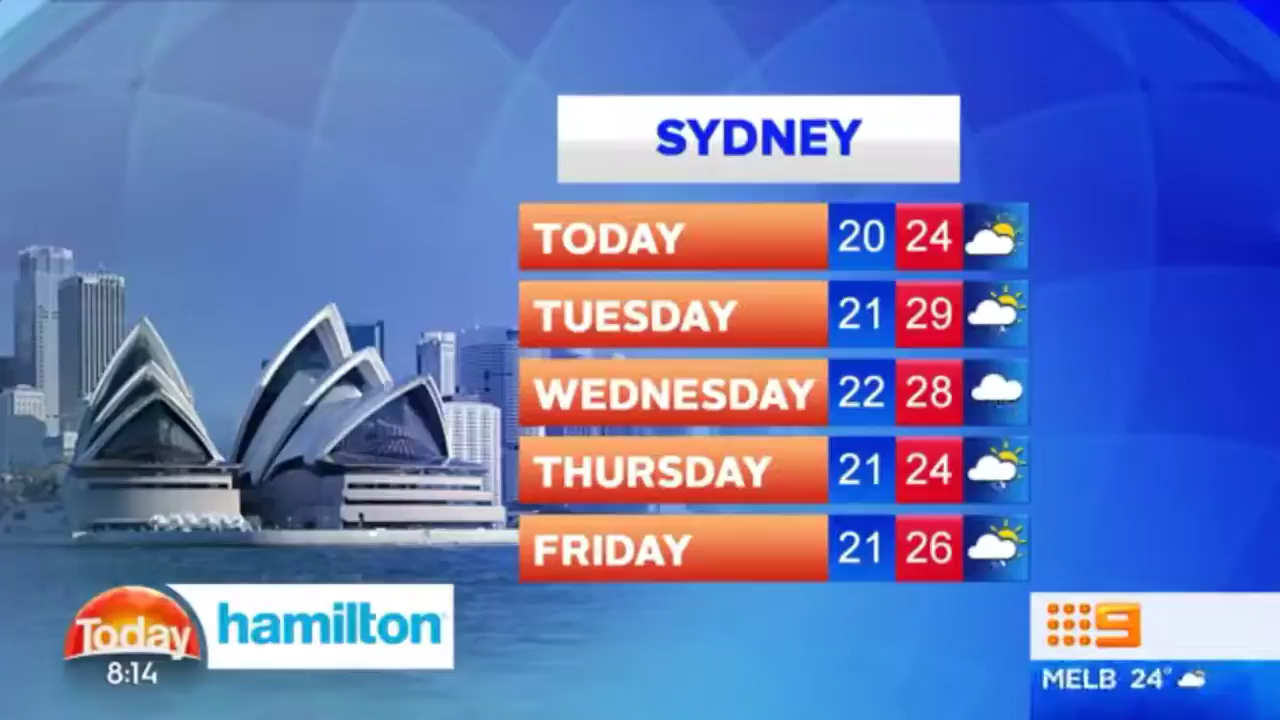 SYDNEY
TODAY 20 24
TUESDAY 21 29
WEDNESDAY 22 28
THURSDAY 21 24
FRIDAY 21 26
Today
8:14
hamilton
9
MELB 24°